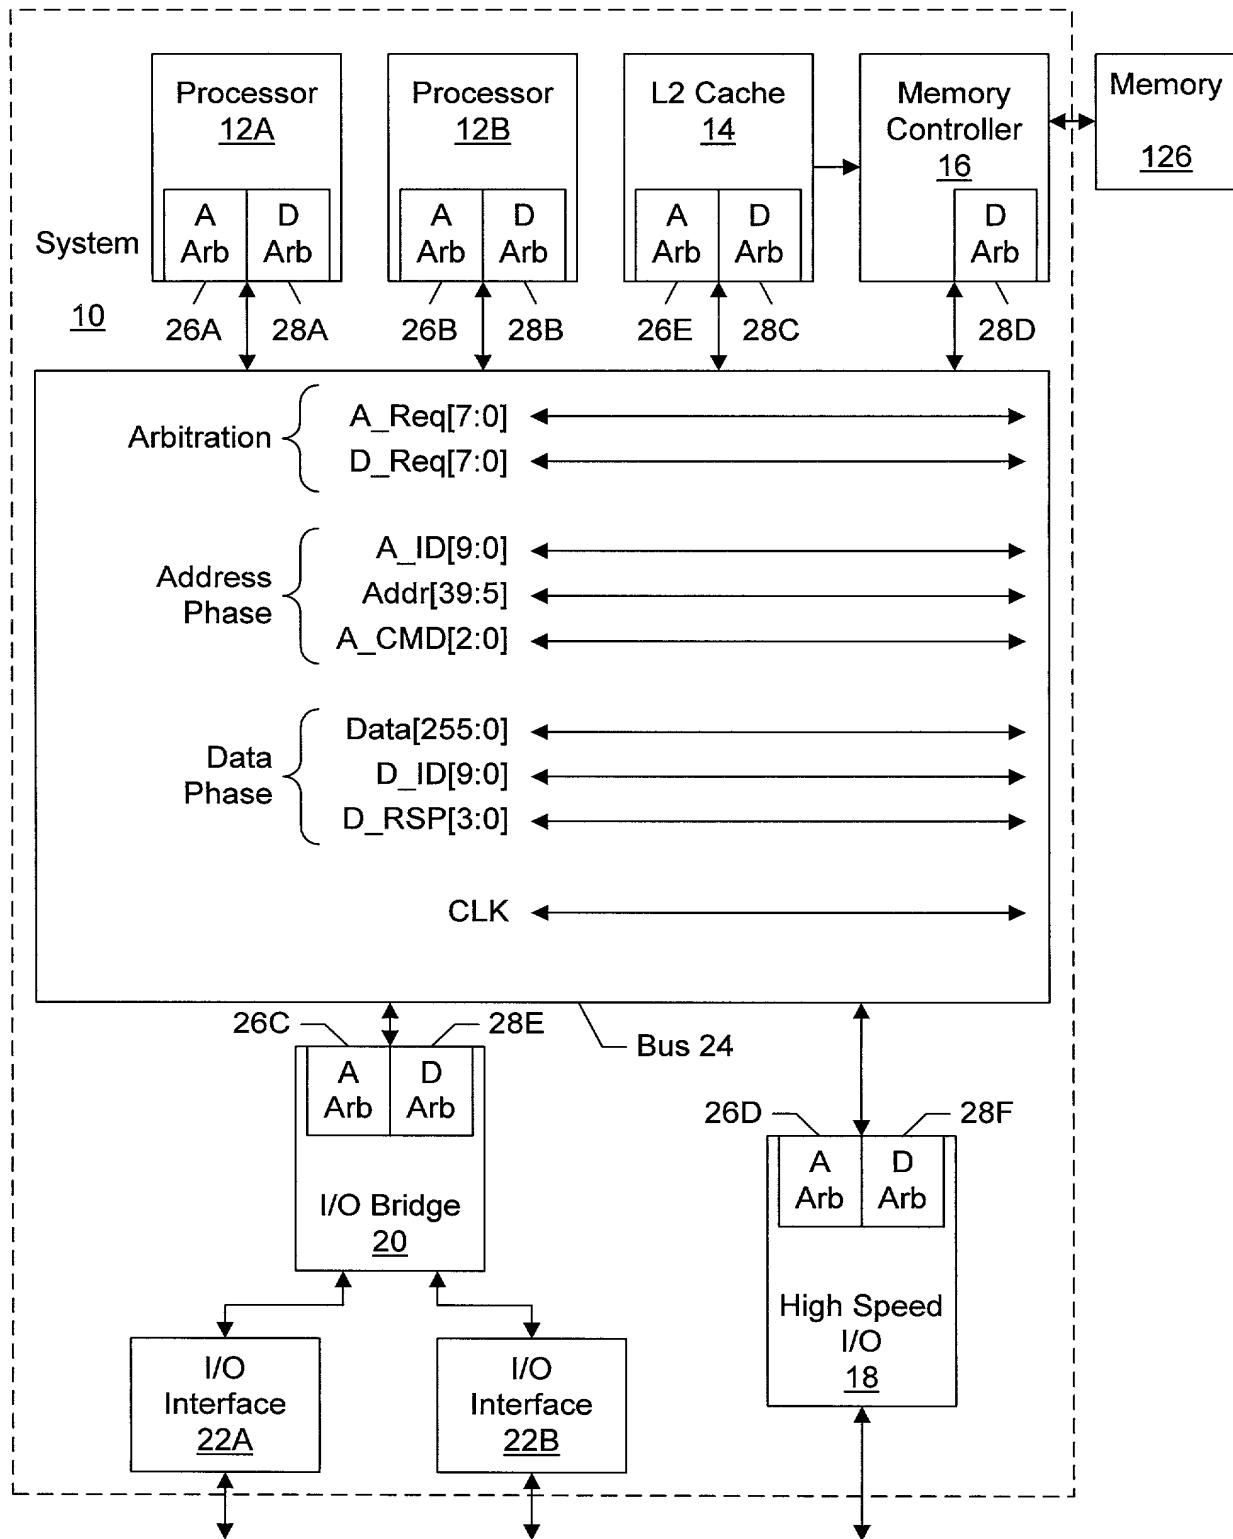 Processor
12A
A
Arb
D
Arb
26A
28A
Processor
12B
A
Arb
D
Arb
26B
28B
L2 Cache
14
A
Arb
D
Arb
26E
28C
Memory
Controller
16
D
Arb
28D
Memory
126
System
10
Arbitration
A_Req[7:0]
D_Req[7:0]
Address
Phase
A_ID[9:0]
Addr[39:5]
A_CMD[2:0]
Data
Phase
Data[255:0]
D_ID[9:0]
D_RSP[3:0]
CLK
Bus 24
26C
28E
A
Arb
D
Arb
I/O Bridge
20
26D
28F
A
Arb
D
Arb
High Speed
I/O
18
I/O
Interface
22A
I/O
Interface
22B